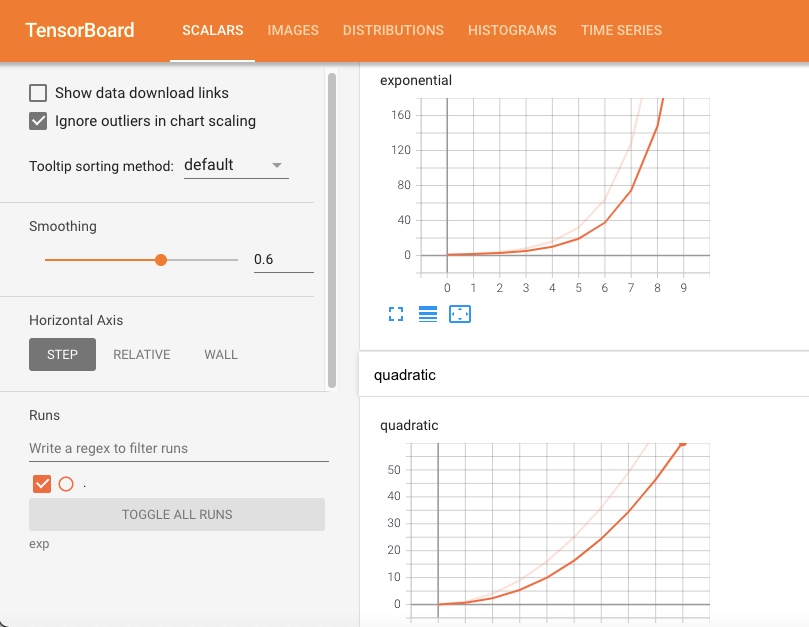 TensorBoard SCALARS IMAGES DISTRIBUTIONS HISTOGRAMS TIME SERIES
Show data download links
Ignore outliers in chart scaling
Tooltip sorting method: default
Smoothing
0.6
Horizontal Axis
STEP RELATIVE WALL
Runs
Write a regex to filter runs
.
TOGGLE ALL RUNS
exp
exponential
160
120
80
40
0
0 1 2 3 4 5 6 7 8 9
quadratic
quadratic
50
40
30
20
10
0